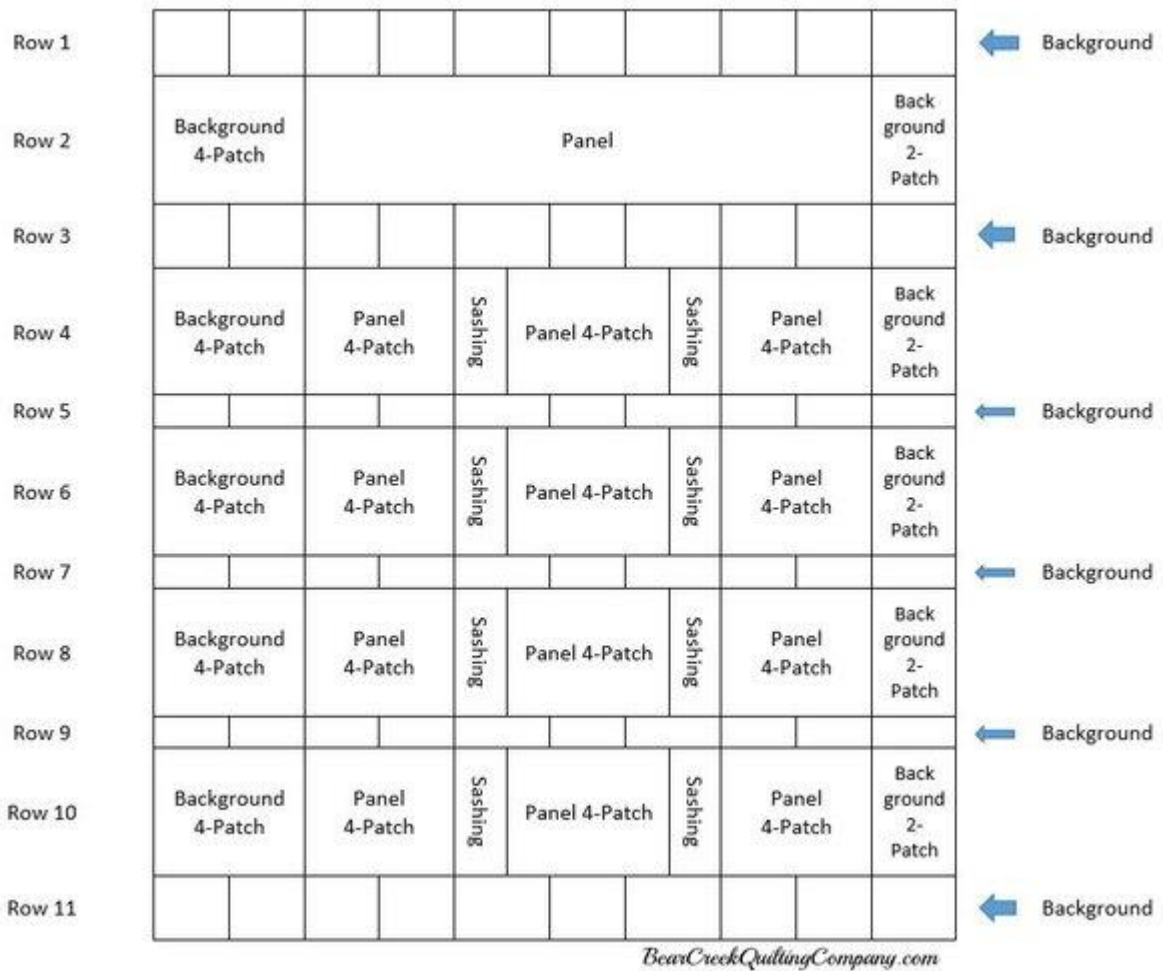 Row 1
Background
Row 2
Background
4-Patch
Panel
Back
ground
2-
Patch
Row 3
Background
Row 4
Background
4-Patch
Panel
4-Patch
Sashing
Panel 4-Patch
Sashing
Panel
4-Patch
Back
ground
2-
Patch
Row 5
Background
Row 6
Background
4-Patch
Panel
4-Patch
Sashing
Panel 4-Patch
Sashing
Panel
4-Patch
Back
ground
2-
Patch
Row 7
Background
Row 8
Background
4-Patch
Panel
4-Patch
Sashing
Panel 4-Patch
Sashing
Panel
4-Patch
Back
ground
2-
Patch
Row 9
Background
Row 10
Background
4-Patch
Panel
4-Patch
Sashing
Panel 4-Patch
Sashing
Panel
4-Patch
Back
ground
2-
Patch
Row 11
Background
BearCreekQuiltingCompany.com